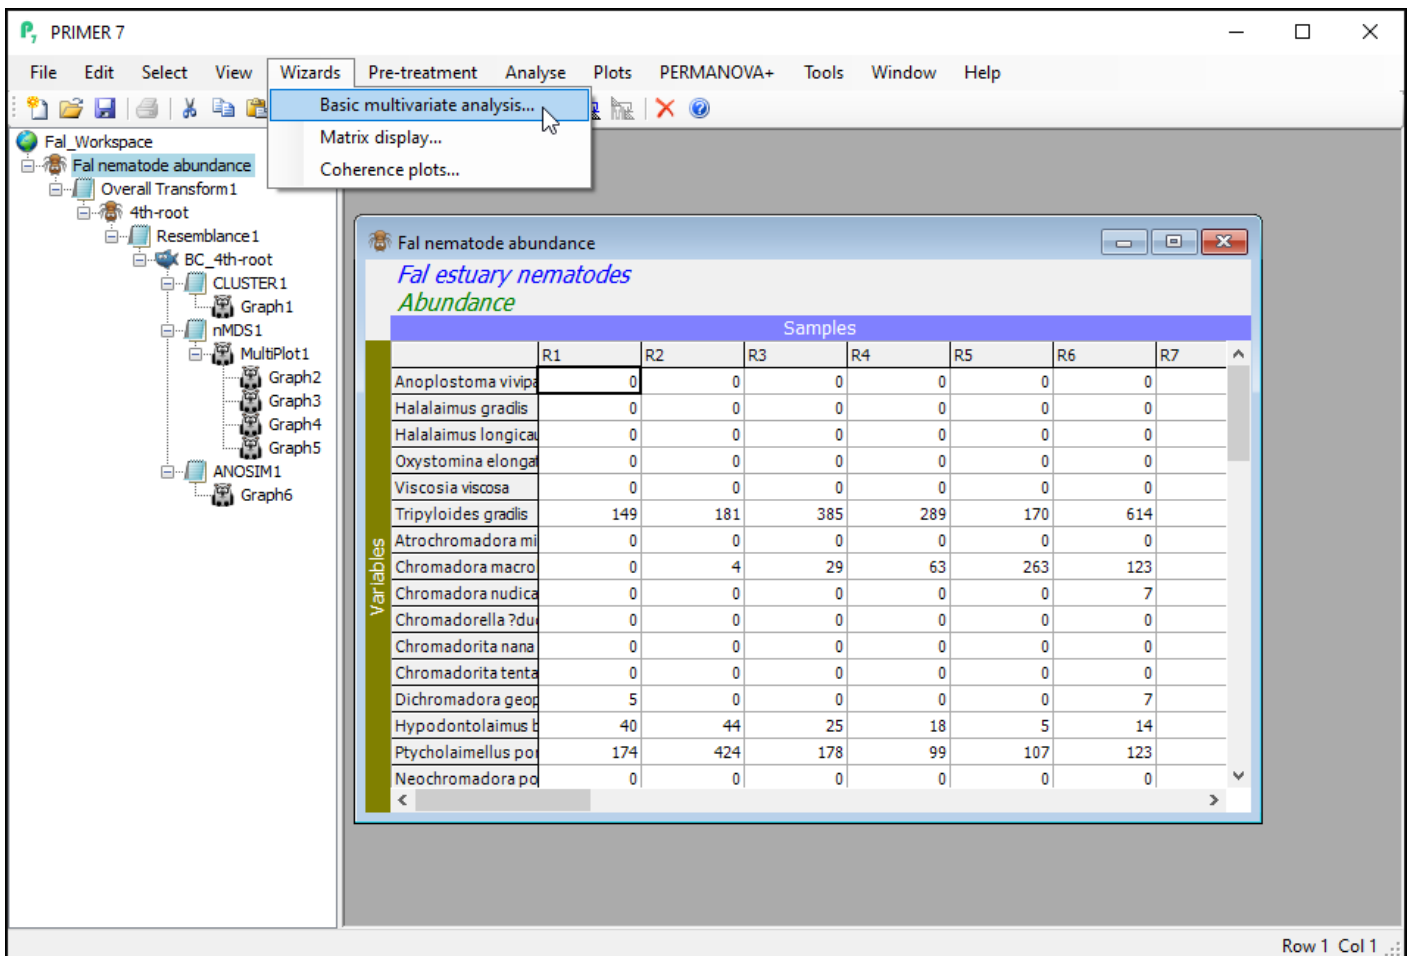 PRIMER 7
File Edit Select View Wizards Pre-treatment Analyse Plots PERMANOVA+ Tools Window Help
Basic multivariate analysis...
Matrix display...
Coherence plots...
Fal_Workspace
Fal nematode abundance
Overall Transform1
4th-root
Resemblance1
BC_4th-root
CLUSTER1
Graph1
nMDS1
MultiPlot1
Graph2
Graph3
Graph4
Graph5
ANOSIM1
Graph6
Fal nematode abundance
Fal estuary nematodes
Abundance
Samples
Variables
R1 R2 R3 R4 R5 R6 R7
Anoplostoma vivipa 0 0 0 0 0 0
Halalaimus gracilis 0 0 0 0 0 0
Halalaimus longicau 0 0 0 0 0 0
Oxystomina elongat 0 0 0 0 0 0
Viscosia viscosa 0 0 0 0 0 0
Tripyloides gracilis 149 181 385 289 170 614
Atrochromadora mi 0 0 0 0 0 0
Chromadora macrol 0 4 29 63 263 123
Chromadora nudica 0 0 0 0 0 7
Chromadorella ?du 0 0 0 0 0 0
Chromadorita nana 0 0 0 0 0 0
Chromadorita tenta 0 0 0 0 0 0
Dichromadora geop 5 0 0 0 0 7
Hypodontolaimus b 40 44 25 18 5 14
Ptycholaimellus por 174 424 178 99 107 123
Neochromadora po 0 0 0 0 0 0
Row 1 Col 1